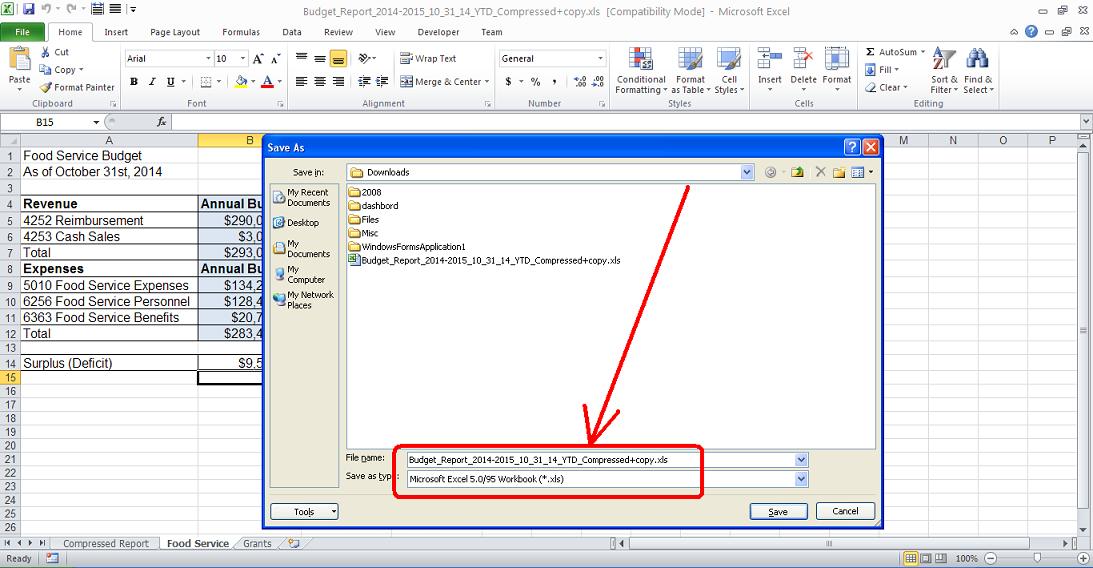 Budget_Report_2014-2015_10_31_14_YTD_Compressed+copy.xls [Compatibility Mode] - Microsoft Excel
File Home Insert Page Layout Formulas Data Review View Developer Team
Paste
Cut
Copy
Format Painter
Clipboard
Arial 10
B I U
Font
Wrap Text
Merge & Center
Alignment
General
$ % ,
Number
Conditional Formatting
Format as Table
Cell Styles
Styles
Insert Delete Format
Cells
Σ AutoSum
Fill
Clear
Sort & Filter
Find & Select
Editing
B15 fx
A B M N O P
1 Food Service Budget
2 As of October 31st, 2014
3
4 Revenue Annual Bu
5 4252 Reimbursement $290,0
6 4253 Cash Sales $3,0
7 Total $293,0
8 Expenses Annual Bu
9 5010 Food Service Expenses $134,2
10 6256 Food Service Personnel $128,4
11 6363 Food Service Benefits $20,7
12 Total $283,4
13
14 Surplus (Deficit) $9,5
15
16
17
18
19
20
21
22
23
24
25
26
Save As
Save in: Downloads
My Recent Documents
Desktop
My Documents
My Computer
My Network Places
2008
dashbord
Files
Misc
WindowsFormsApplication1
Budget_Report_2014-2015_10_31_14_YTD_Compressed+copy.xls
File name: Budget_Report_2014-2015_10_31_14_YTD_Compressed+copy.xls
Save as type: Microsoft Excel 5.0/95 Workbook (*.xls)
Tools Save Cancel
Compressed Report Food Service Grants
Ready 100%